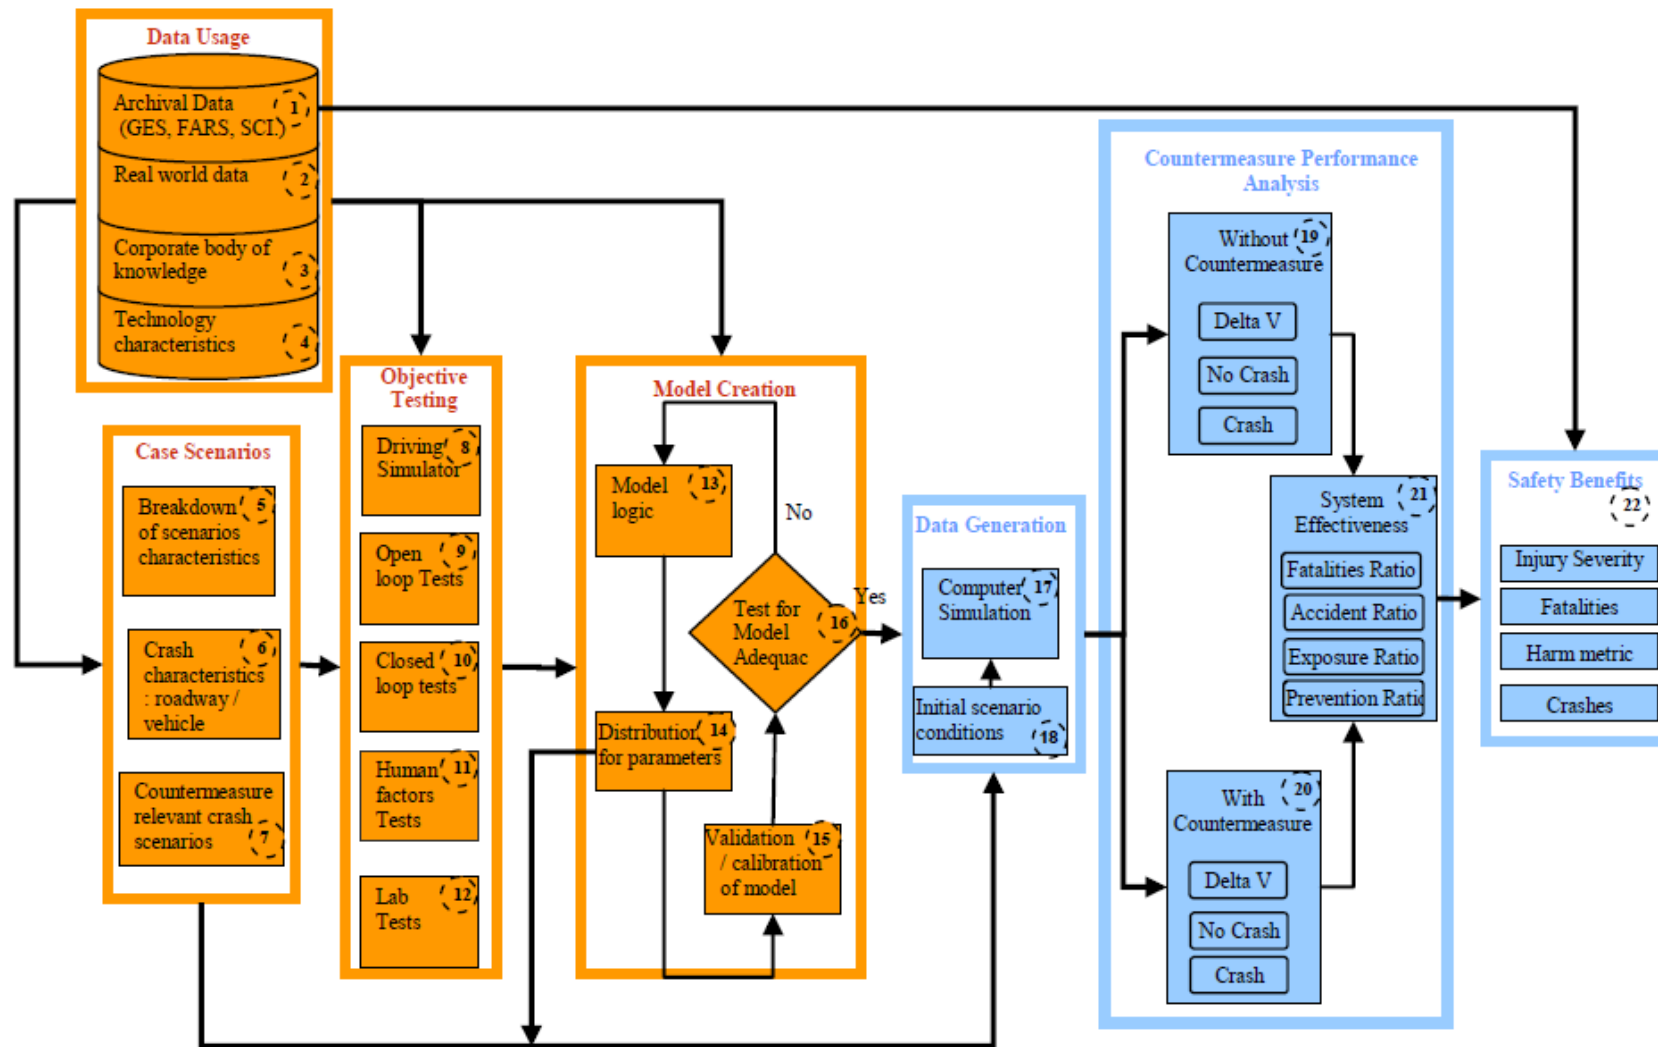 Data Usage
Archival Data
(GES, FARS, SCI.)
1
Real world data
2
Corporate body of
knowledge
3
Technology
characteristics
4
Case Scenarios
Breakdown
of scenarios
characteristics
5
Crash
characteristics
: roadway /
vehicle
6
Countermeasure
relevant crash
scenarios
7
Objective
Testing
Driving
Simulator
8
Open
loop Tests
9
Closed
loop tests
10
Human
factors
Tests
11
Lab
Tests
12
Model Creation
Model
logic
13
No
Test for
Model
Adequac
16
Yes
Distribution
for parameters
14
Validation
/ calibration
of model
15
Data Generation
Computer
Simulation
17
Initial scenario
conditions
18
Countermeasure Performance
Analysis
Without
Countermeasure
19
Delta V
No Crash
Crash
System
Effectiveness
21
Fatalities Ratio
Accident Ratio
Exposure Ratio
Prevention Ratio
With
Countermeasure
20
Delta V
No Crash
Crash
Safety Benefits
22
Injury Severity
Fatalities
Harm metric
Crashes